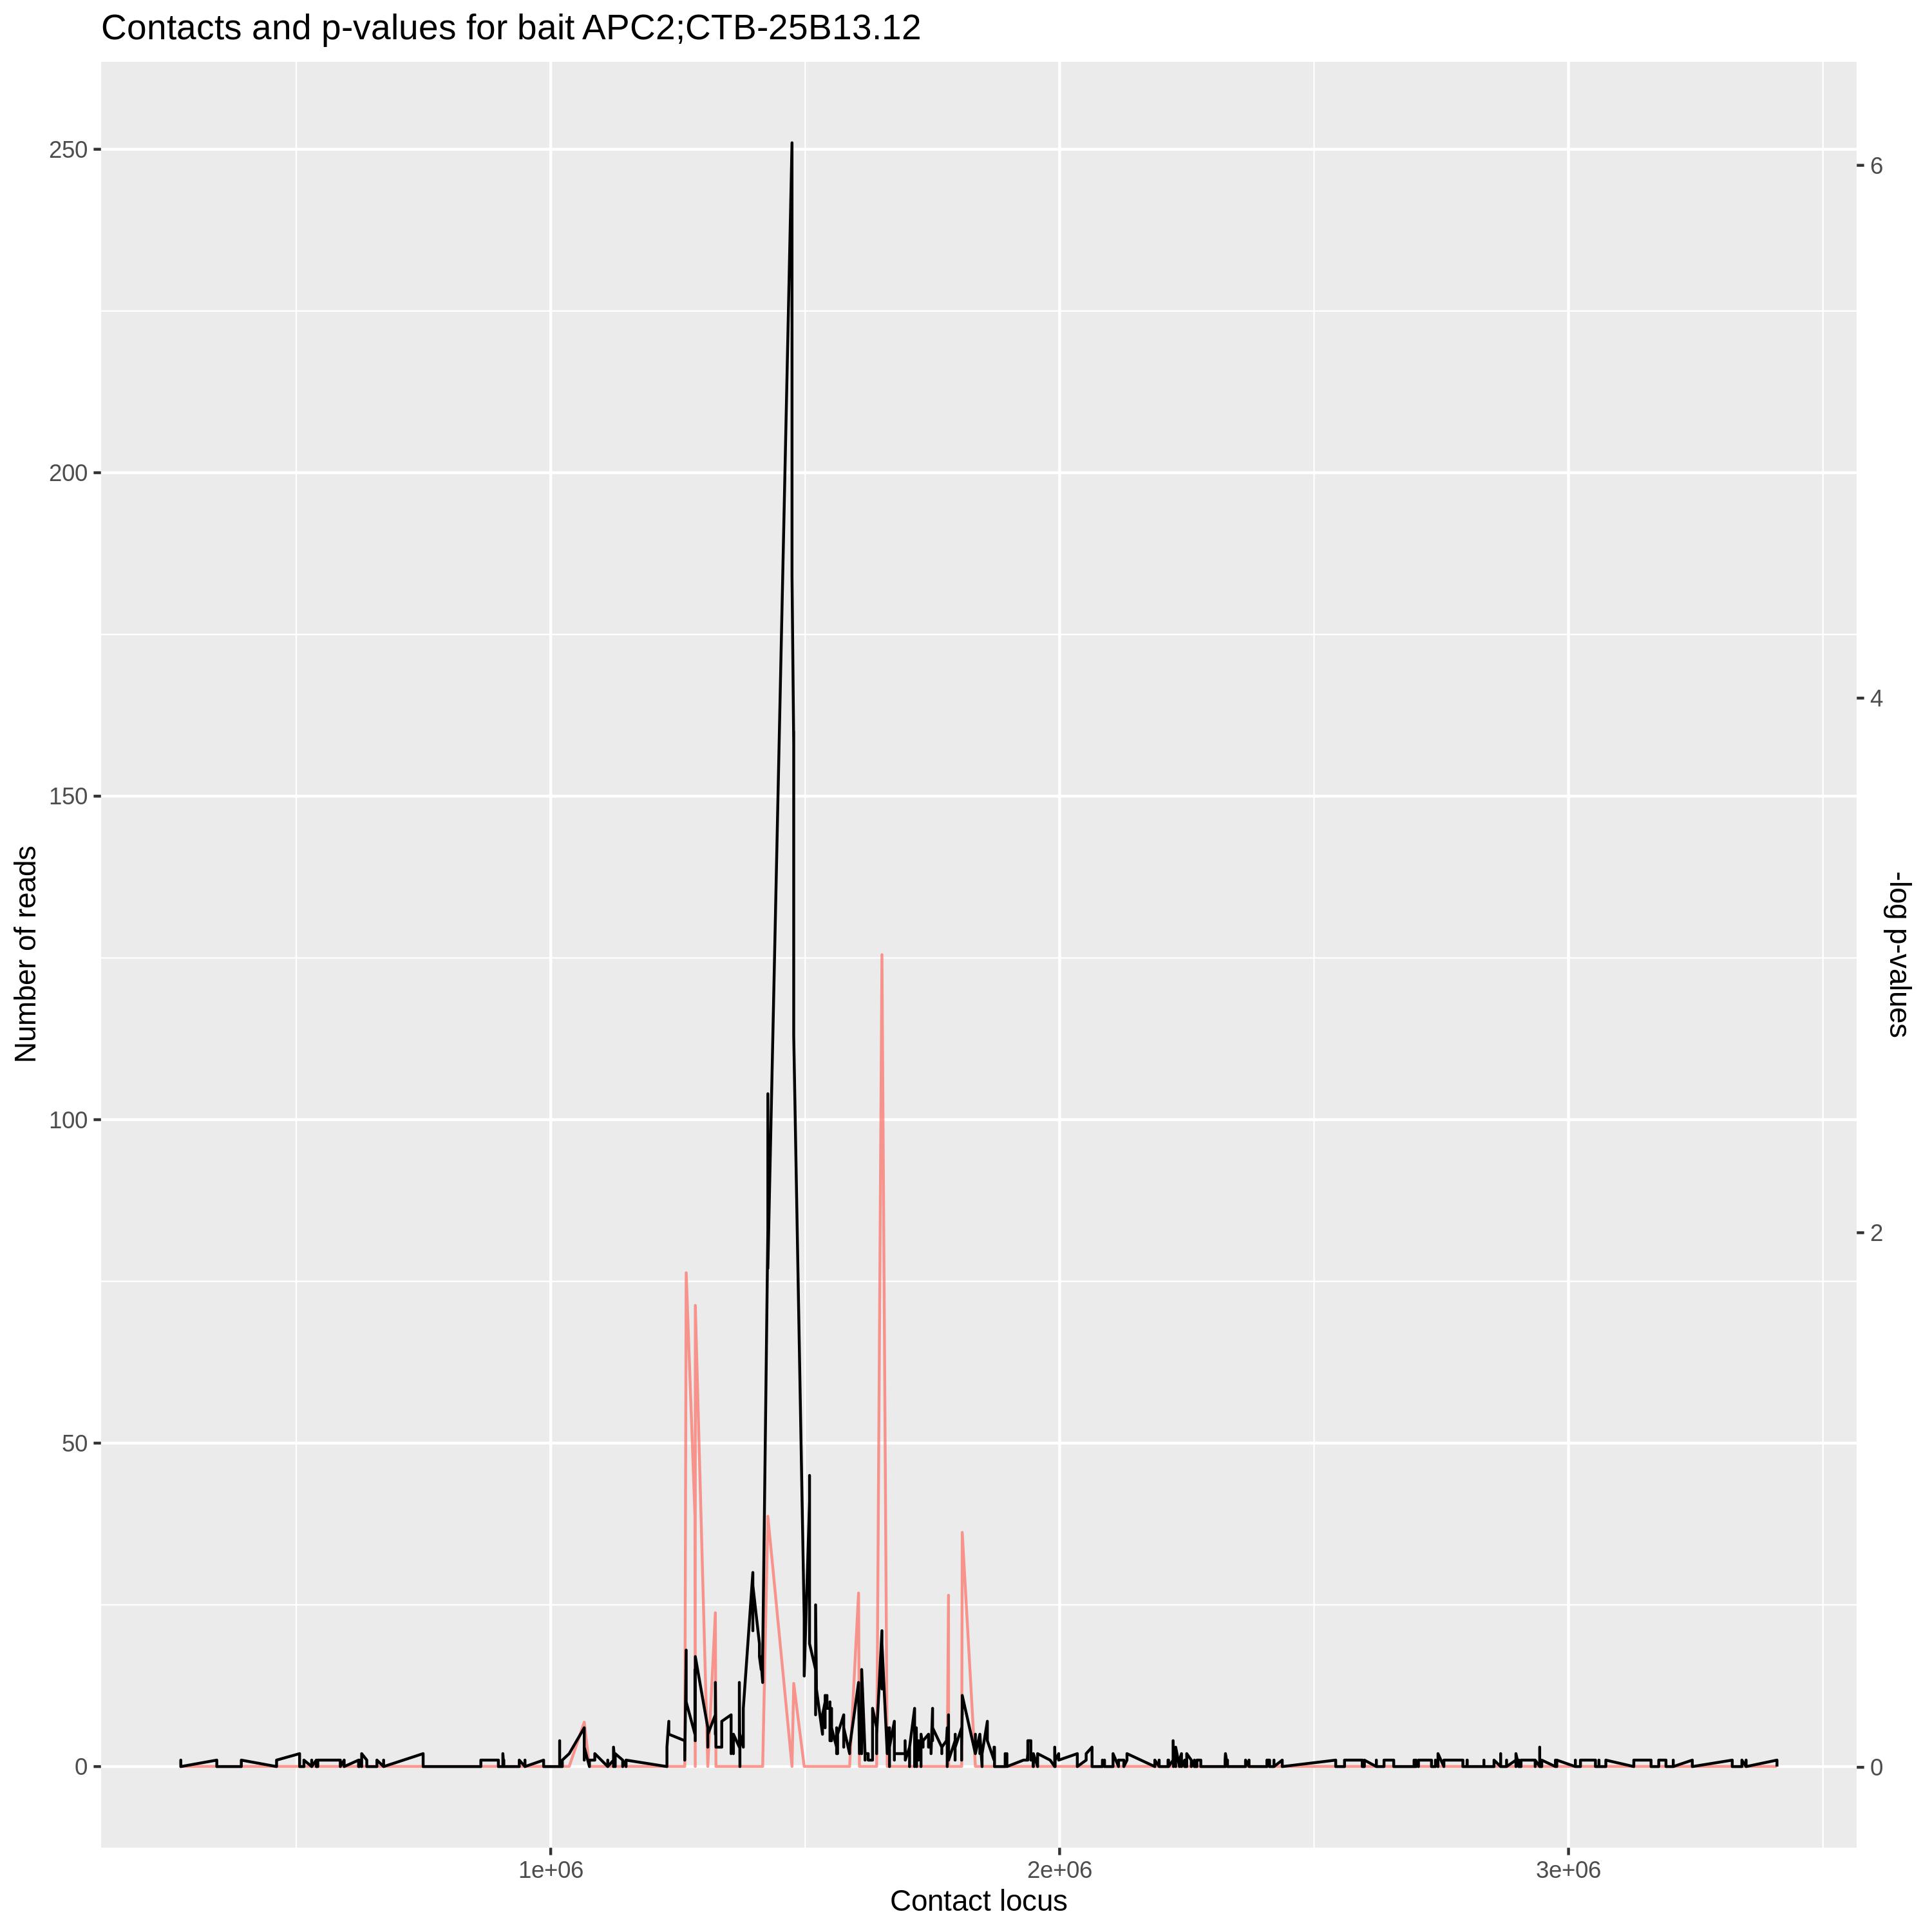 Contacts and p-values for bait APC2;CTB-25B13.12
250
200
150
100
50
0
6
4
2
0
Number of reads
-log p-values
1e+06
2e+06
3e+06
Contact locus